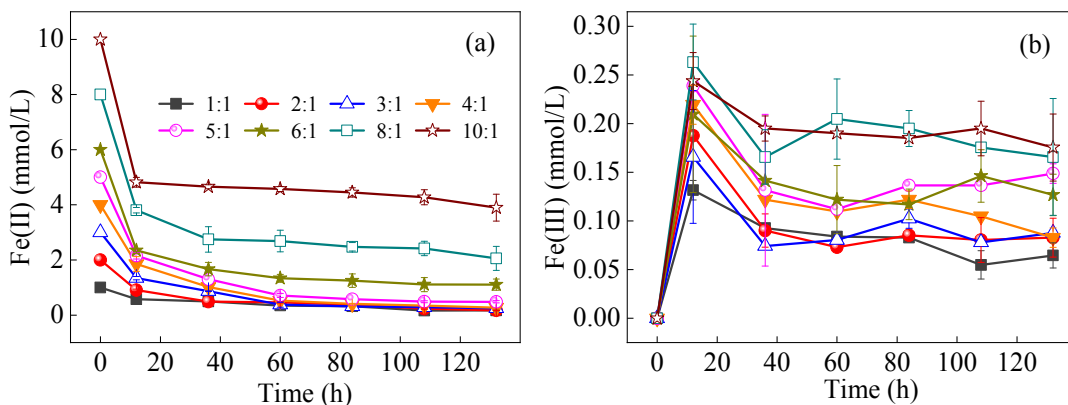 (a)
Fe(II) (mmol/L)
10
8
6
4
2
0
1:1 2:1 3:1 4:1
5:1 6:1 8:1 10:1
0 20 40 60 80 100 120
Time (h)
(b)
Fe(III) (mmol/L)
0.30
0.25
0.20
0.15
0.10
0.05
0.00
0 20 40 60 80 100 120
Time (h)